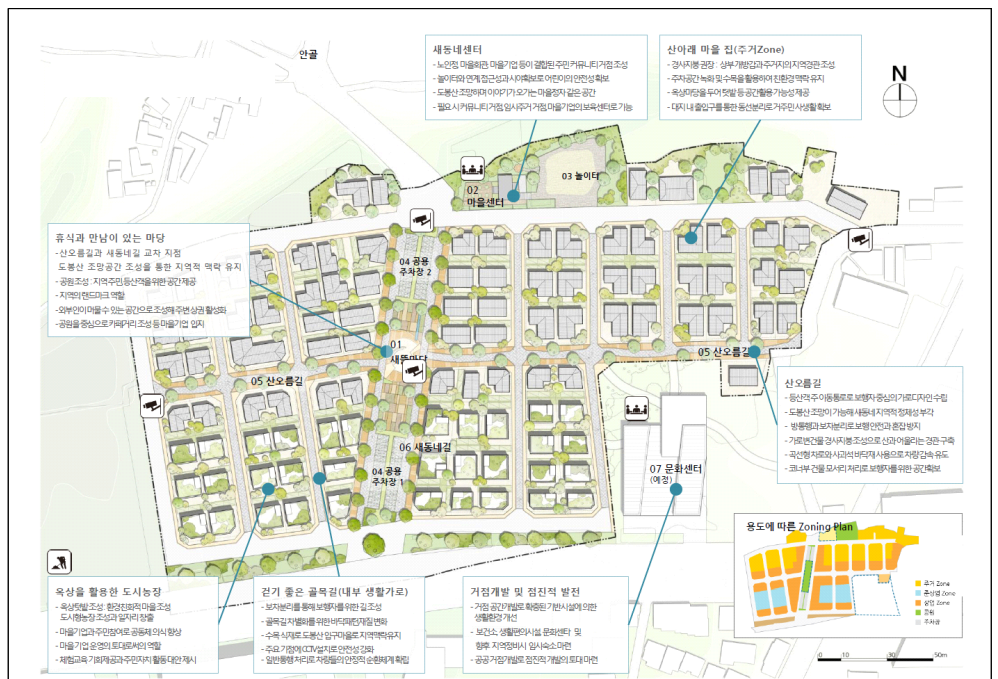 안골
새동네센터
- 노인정, 마을회관, 마을기업 등이 결합된 주민 커뮤니티 거점 조성
- 놀이터와 연계, 접근성과 시야확보로 어린이의 안전성 확보
- 도봉산 조망하며 이야기가 오가는 마을정자 같은 공간
- 필요 시 커뮤니티거점, 임시주거 거점, 마을기업의 보육센터로 가능
산아래 마을 집(주거Zone)
- 경사지붕 권장 : 상부 개방감과 주거지의 지역경관 조성
- 주차공간 녹화 및 수목을 활용하여 친환경 맥락 유지
- 옥상마당을 두어 텃밭 등 공간활용 가능성 제공
- 대지 내 출입구를 통한 동선분리로 거주민 사생활 확보
N
03 놀이터
02
마을센터
휴식과 만남이 있는 마당
- 산오름길과 새동네길 교차 지점
도봉산 조망공간 조성을 통한 지역적 맥락 유지
- 공원조성 : 지역주민, 등산객을 위한 공간 제공
- 지역의 랜드마크 역할
- 외부인이 머물 수 있는 공간으로 조성해 주변 상권 활성화
- 공원을 중심으로 카페거리 조성 등 마을기업 입지
04 공용
주차장 2
01
새뜰마당
05 산오름길
05 산오름길
산오름길
- 등산객 주 이동통로로 보행자 중심의 가로디자인 수립
- 도봉산 조망이 가능해 새동네 지역적 정체성 부각
- 방통행과 보차분리로 보행 안전과 혼잡 방지
- 가로변 건물 경사지붕 조성으로 산과 어울리는 경관 구축
- 곡선형 차로와 사괴석 바닥재 사용으로 차량 감속 유도
- 코너부 건물 모서리 처리로 보행자를 위한 공간확보
06 새동네길
04 공용
주차장 1
07 문화센터
(예정)
용도에 따른 Zoning Plan
주거 Zone
준상업 Zone
상업 Zone
공원
주차장
0 10 30 50m
옥상을 활용한 도시농장
- 옥상텃밭 조성 : 환경친화적 마을 조성
도시형농장 조성과 일자리 창출
- 마을기업과 주민참여로 공동체 의식 향상
- 마을 기업 운영의 토대로써의 역할
- 체험교육 기회제공과 주민자치 활동 대안 제시
걷기 좋은 골목길(내부 생활가로)
- 보차분리를 통해 보행자를 위한 길 조성
- 골목길 차별화를 위한 바닥패턴, 재질 변화
- 수목 식재로 도봉산 입구마을로 지역맥락유지
- 주요 기점에 CCTV설치로 안전성 강화
- 일반통행 처리로 차량들의 안정적 순환체계 확립
거점개발 및 점진적 발전
- 거점 공간개발로 확충된 기반시설에 의한
생활환경 개선
- 보건소, 생활편의시설, 문화센터 및
향후 지역정비시 임시숙소 마련
- 공공 거점개발로 점진적 개발의 토대 마련